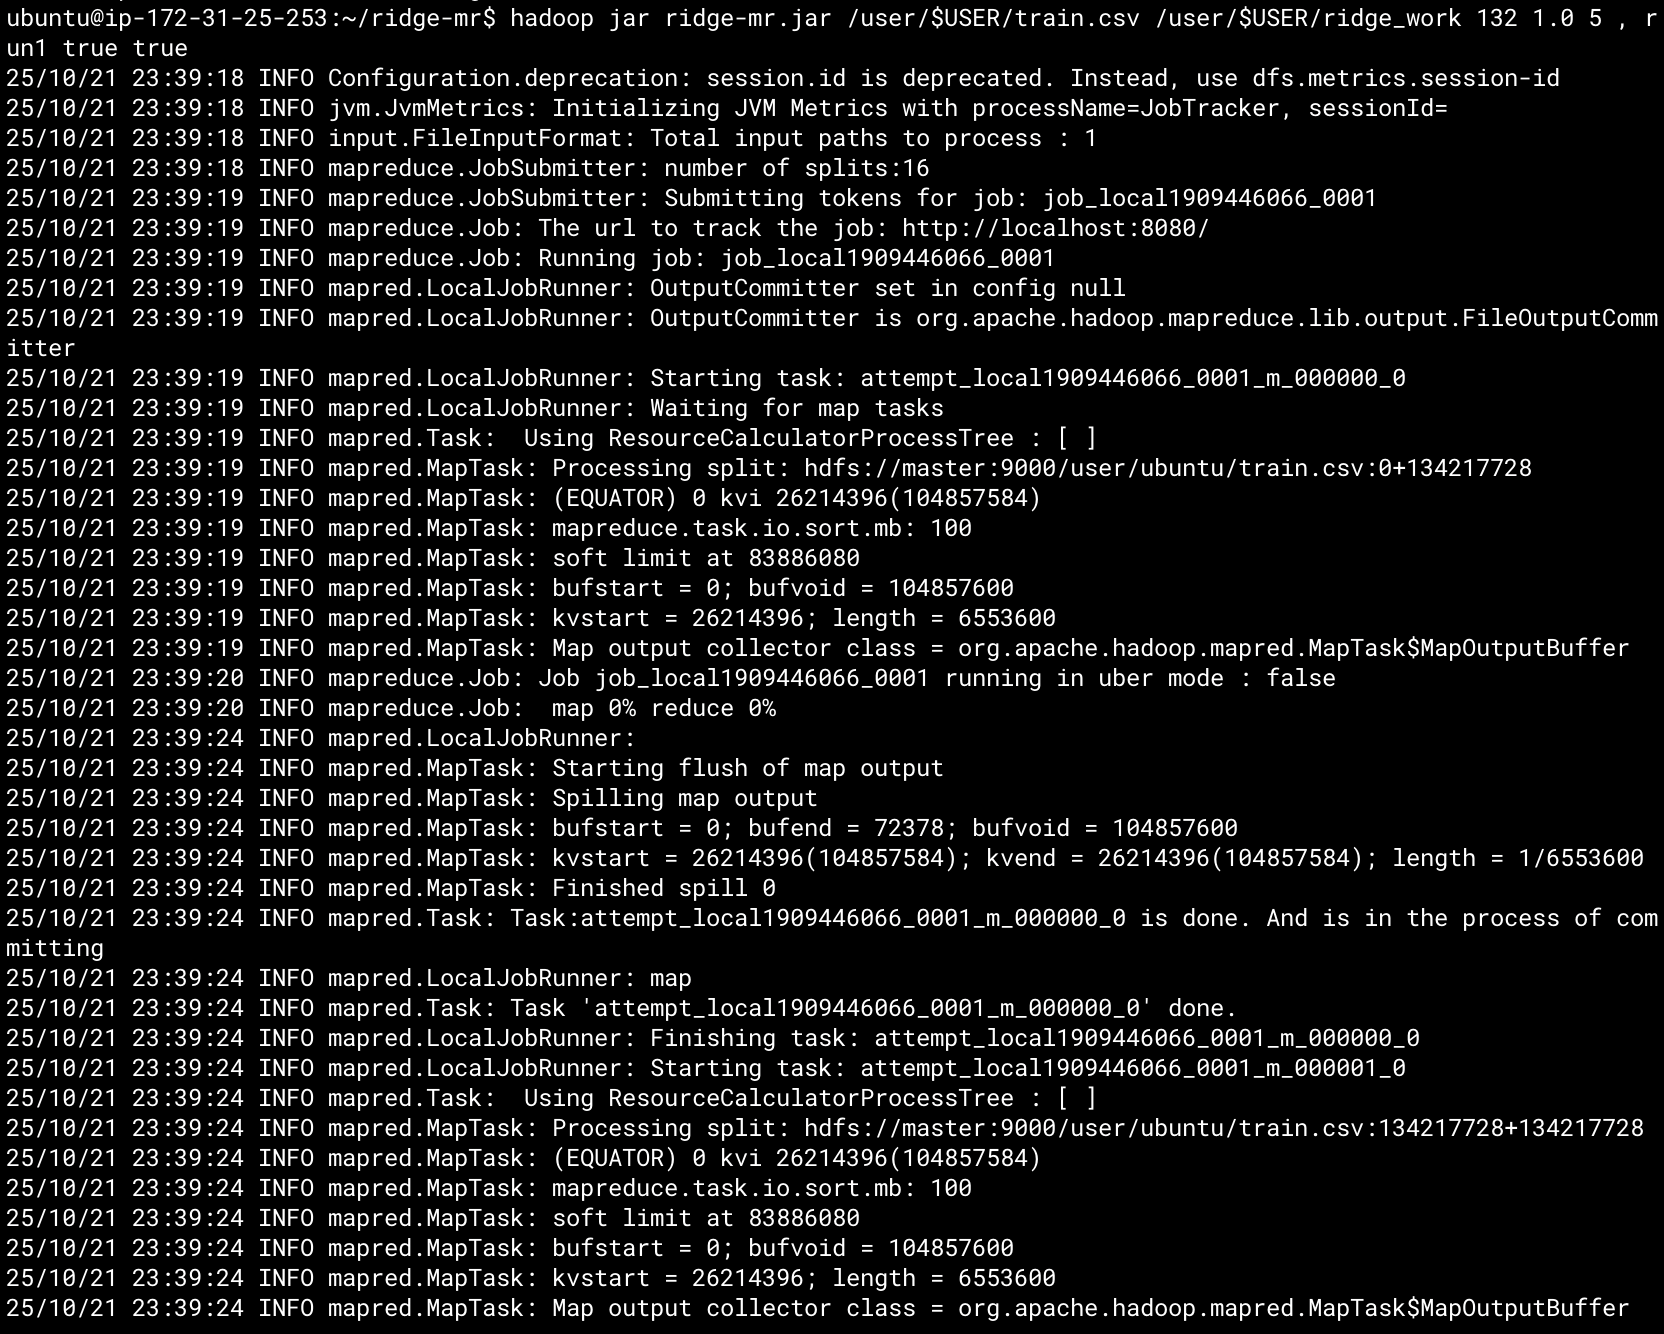 ubuntu@ip-172-31-25-253:~/ridge-mr$ hadoop jar ridge-mr.jar /user/$USER/train.csv /user/$USER/ridge_work 132 1.0 5 , r
un1 true true
25/10/21 23:39:18 INFO Configuration.deprecation: session.id is deprecated. Instead, use dfs.metrics.session-id
25/10/21 23:39:18 INFO jvm.JvmMetrics: Initializing JVM Metrics with processName=JobTracker, sessionId=
25/10/21 23:39:18 INFO input.FileInputFormat: Total input paths to process : 1
25/10/21 23:39:18 INFO mapreduce.JobSubmitter: number of splits:16
25/10/21 23:39:19 INFO mapreduce.JobSubmitter: Submitting tokens for job: job_local1909446066_0001
25/10/21 23:39:19 INFO mapreduce.Job: The url to track the job: http://localhost:8080/
25/10/21 23:39:19 INFO mapreduce.Job: Running job: job_local1909446066_0001
25/10/21 23:39:19 INFO mapred.LocalJobRunner: OutputCommitter set in config null
25/10/21 23:39:19 INFO mapred.LocalJobRunner: OutputCommitter is org.apache.hadoop.mapreduce.lib.output.FileOutputComm
itter
25/10/21 23:39:19 INFO mapred.LocalJobRunner: Starting task: attempt_local1909446066_0001_m_000000_0
25/10/21 23:39:19 INFO mapred.LocalJobRunner: Waiting for map tasks
25/10/21 23:39:19 INFO mapred.Task:  Using ResourceCalculatorProcessTree : [ ]
25/10/21 23:39:19 INFO mapred.MapTask: Processing split: hdfs://master:9000/user/ubuntu/train.csv:0+134217728
25/10/21 23:39:19 INFO mapred.MapTask: (EQUATOR) 0 kvi 26214396(104857584)
25/10/21 23:39:19 INFO mapred.MapTask: mapreduce.task.io.sort.mb: 100
25/10/21 23:39:19 INFO mapred.MapTask: soft limit at 83886080
25/10/21 23:39:19 INFO mapred.MapTask: bufstart = 0; bufvoid = 104857600
25/10/21 23:39:19 INFO mapred.MapTask: kvstart = 26214396; length = 6553600
25/10/21 23:39:19 INFO mapred.MapTask: Map output collector class = org.apache.hadoop.mapred.MapTask$MapOutputBuffer
25/10/21 23:39:20 INFO mapreduce.Job: Job job_local1909446066_0001 running in uber mode : false
25/10/21 23:39:20 INFO mapreduce.Job:  map 0% reduce 0%
25/10/21 23:39:24 INFO mapred.LocalJobRunner:
25/10/21 23:39:24 INFO mapred.MapTask: Starting flush of map output
25/10/21 23:39:24 INFO mapred.MapTask: Spilling map output
25/10/21 23:39:24 INFO mapred.MapTask: bufstart = 0; bufend = 72378; bufvoid = 104857600
25/10/21 23:39:24 INFO mapred.MapTask: kvstart = 26214396(104857584); kvend = 26214396(104857584); length = 1/6553600
25/10/21 23:39:24 INFO mapred.MapTask: Finished spill 0
25/10/21 23:39:24 INFO mapred.Task: Task:attempt_local1909446066_0001_m_000000_0 is done. And is in the process of com
mitting
25/10/21 23:39:24 INFO mapred.LocalJobRunner: map
25/10/21 23:39:24 INFO mapred.Task: Task 'attempt_local1909446066_0001_m_000000_0' done.
25/10/21 23:39:24 INFO mapred.LocalJobRunner: Finishing task: attempt_local1909446066_0001_m_000000_0
25/10/21 23:39:24 INFO mapred.LocalJobRunner: Starting task: attempt_local1909446066_0001_m_000001_0
25/10/21 23:39:24 INFO mapred.Task:  Using ResourceCalculatorProcessTree : [ ]
25/10/21 23:39:24 INFO mapred.MapTask: Processing split: hdfs://master:9000/user/ubuntu/train.csv:134217728+134217728
25/10/21 23:39:24 INFO mapred.MapTask: (EQUATOR) 0 kvi 26214396(104857584)
25/10/21 23:39:24 INFO mapred.MapTask: mapreduce.task.io.sort.mb: 100
25/10/21 23:39:24 INFO mapred.MapTask: soft limit at 83886080
25/10/21 23:39:24 INFO mapred.MapTask: bufstart = 0; bufvoid = 104857600
25/10/21 23:39:24 INFO mapred.MapTask: kvstart = 26214396; length = 6553600
25/10/21 23:39:24 INFO mapred.MapTask: Map output collector class = org.apache.hadoop.mapred.MapTask$MapOutputBuffer